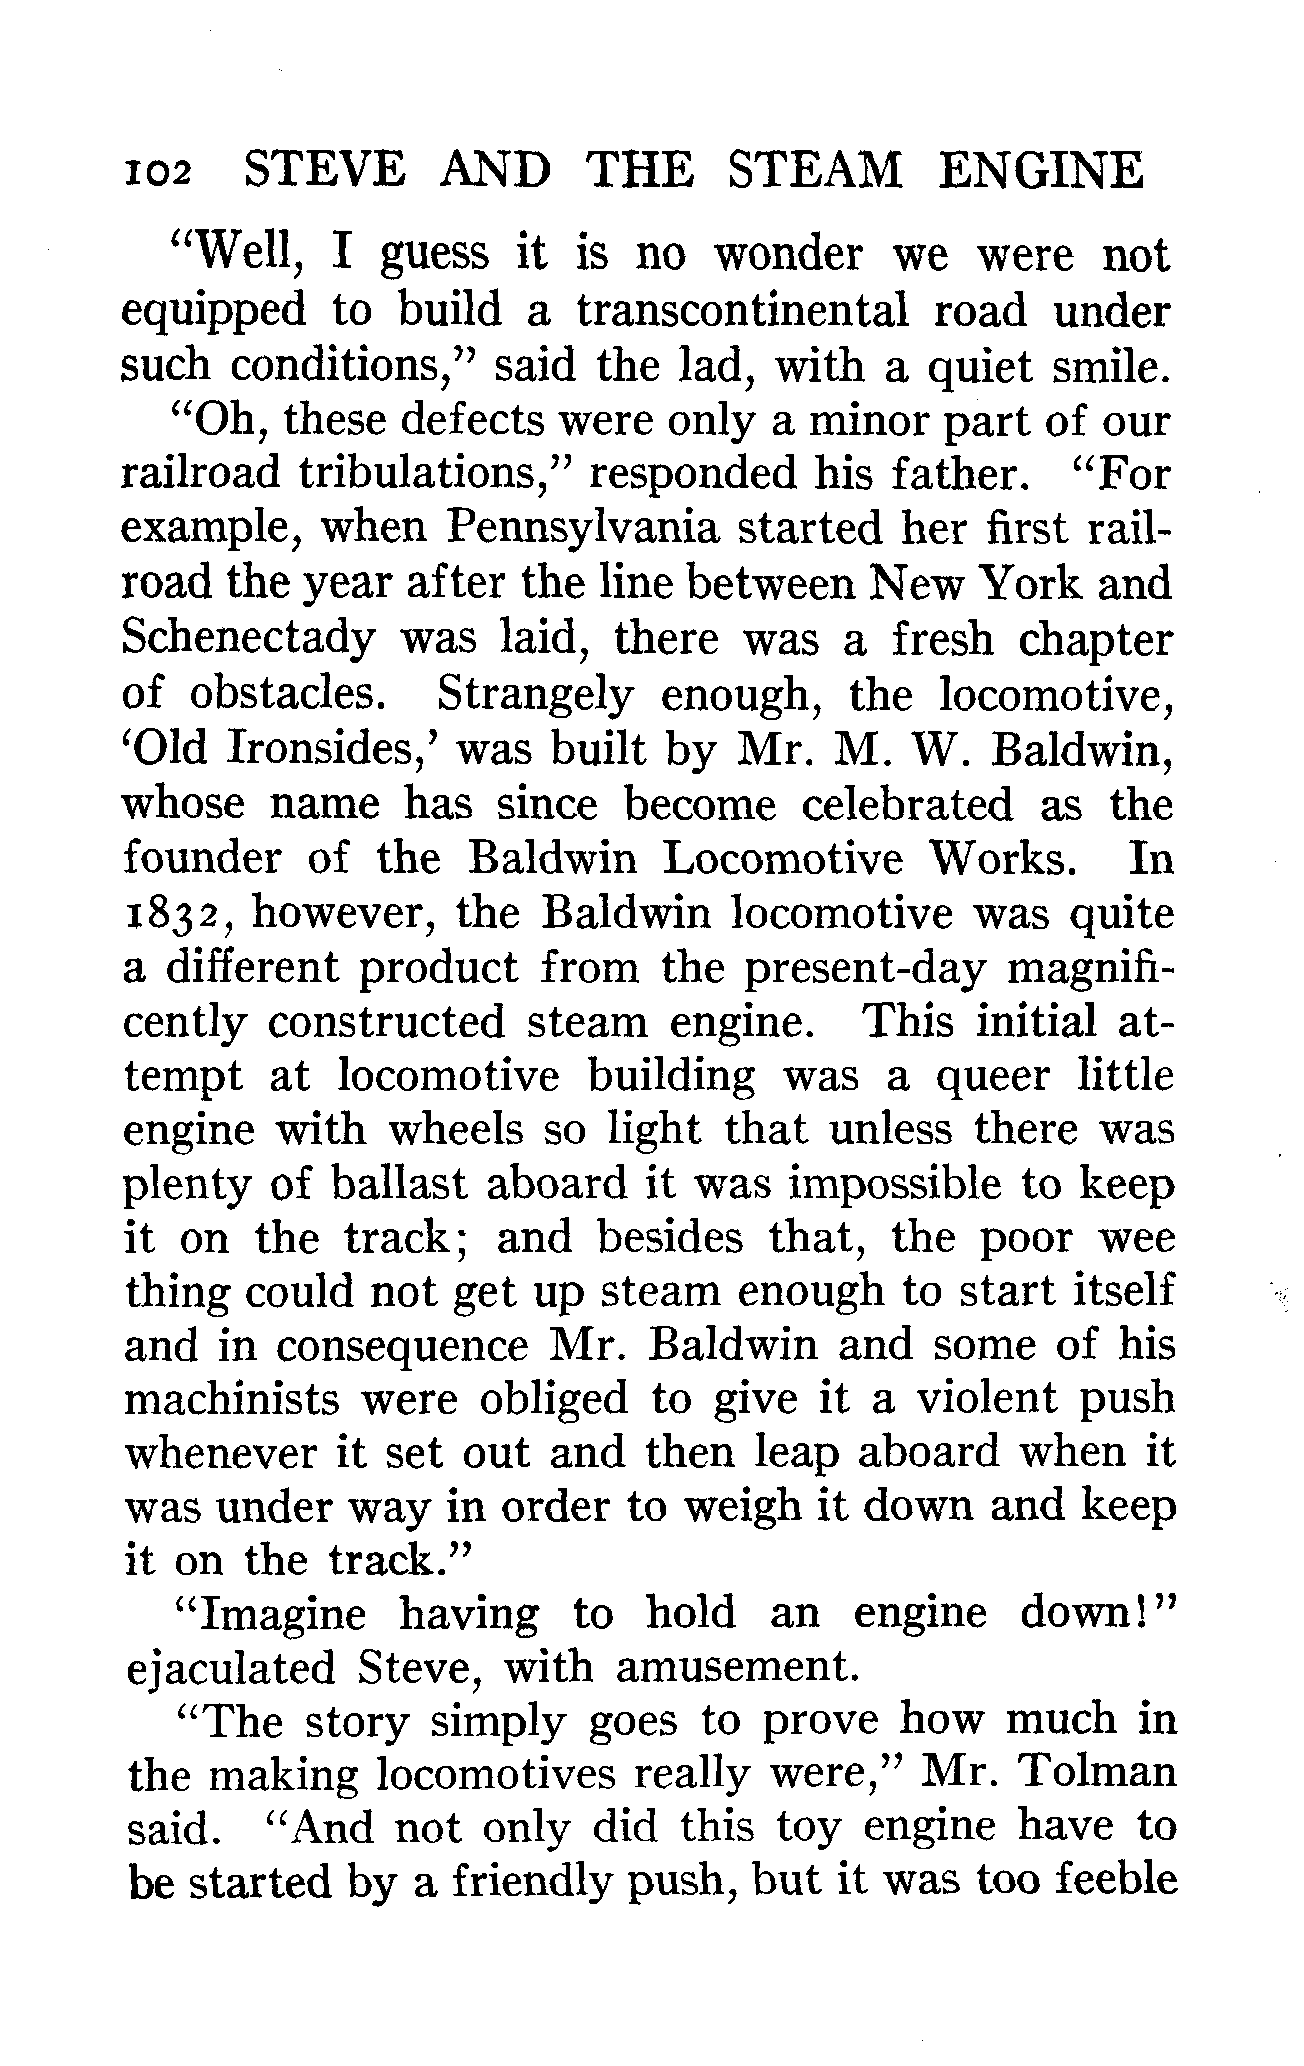 102 STEVE AND THE STEAM ENGINE
"Well, I guess it is no wonder we were not
equipped to build a transcontinental road under
such conditions," said the lad, with a quiet smile.
"Oh, these defects were only a minor part of our
railroad tribulations," responded his father. "For
example, when Pennsylvania started her first rail-
road the year after the line between New York and
Schenectady was laid, there was a fresh chapter
of obstacles. Strangely enough, the locomotive,
'Old Ironsides,' was built by Mr. M. W. Baldwin,
whose name has since become celebrated as the
founder of the Baldwin Locomotive Works. In
1832, however, the Baldwin locomotive was quite
a different product from the present-day magnifi-
cently constructed steam engine. This initial at-
tempt at locomotive building was a queer little
engine with wheels so light that unless there was
plenty of ballast aboard it was impossible to keep
it on the track; and besides that, the poor wee
thing could not get up steam enough to start itself
and in consequence Mr. Baldwin and some of his
machinists were obliged to give it a violent push
whenever it set out and then leap aboard when it
was under way in order to weigh it down and keep
it on the track."
"Imagine having to hold an engine down!"
ejaculated Steve, with amusement.
"The story simply goes to prove how much in
the making locomotives really were," Mr. Tolman
said. "And not only did this toy engine have to
be started by a friendly push, but it was too feeble